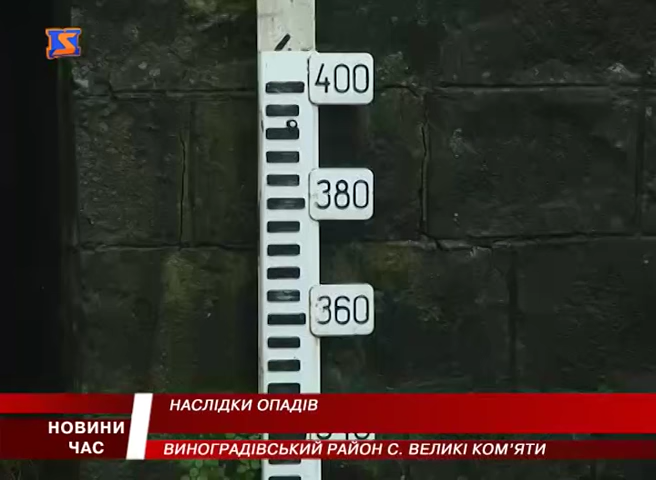 400
380
360
НАСЛІДКИ ОПАДІВ
НОВИНИ
ЧАС
ВИНОГРАДІВСЬКИЙ РАЙОН С. ВЕЛИКІ КОМ'ЯТИ